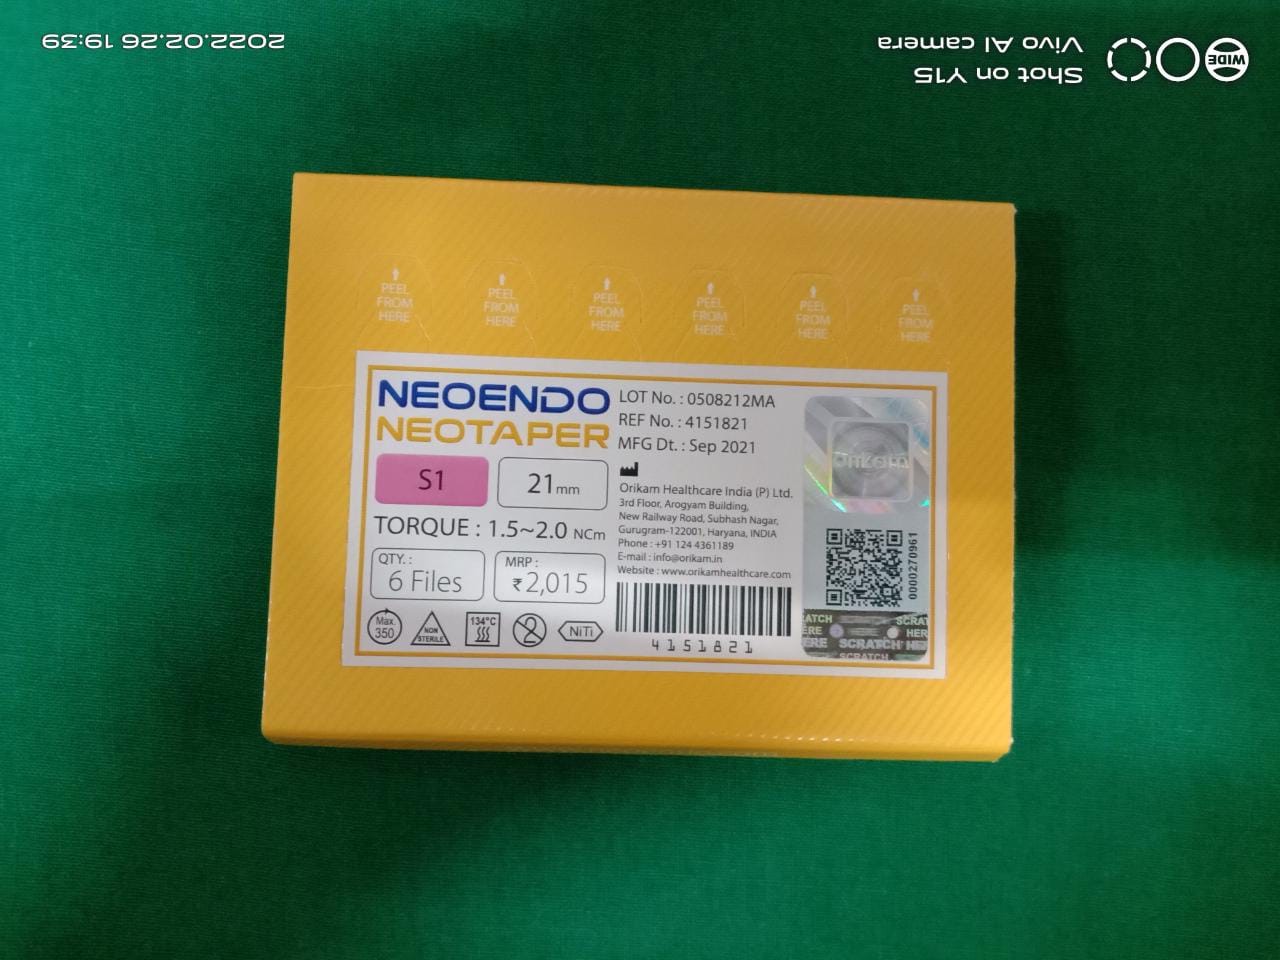 2022.02.26 19:39
Shot on Y15
Vivo AI camera
WIDE
PEEL FROM HERE
PEEL FROM HERE
PEEL FROM HERE
PEEL FROM HERE
PEEL FROM HERE
PEEL FROM HERE
NEOENDO
NEOTAPER
S1
21mm
TORQUE : 1.5~2.0 NCm
QTY. :
6 Files
MRP :
₹2,015
Max. 350
NON STERILE
134°C
2
NiTi
LOT No. : 0508212MA
REF No. : 4151821
MFG Dt. : Sep 2021
Orikam Healthcare India (P) Ltd.
3rd Floor, Arogyam Building,
New Railway Road, Subhash Nagar,
Gurugram-122001, Haryana, INDIA
Phone : +91 124 4361189
E-mail : info@orikam.in
Website : www.orikamhealthcare.com
4151821
orikam
0000270961
SCRATCH HERE
SCRATCH